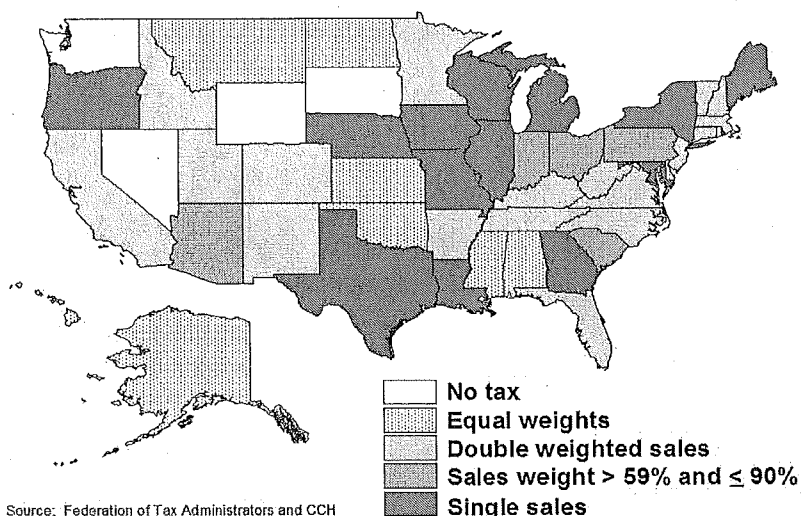 No tax
Equal weights
Double weighted sales
Sales weight > 59% and ≤ 90%
Single sales
Source: Federation of Tax Administrators and CCH